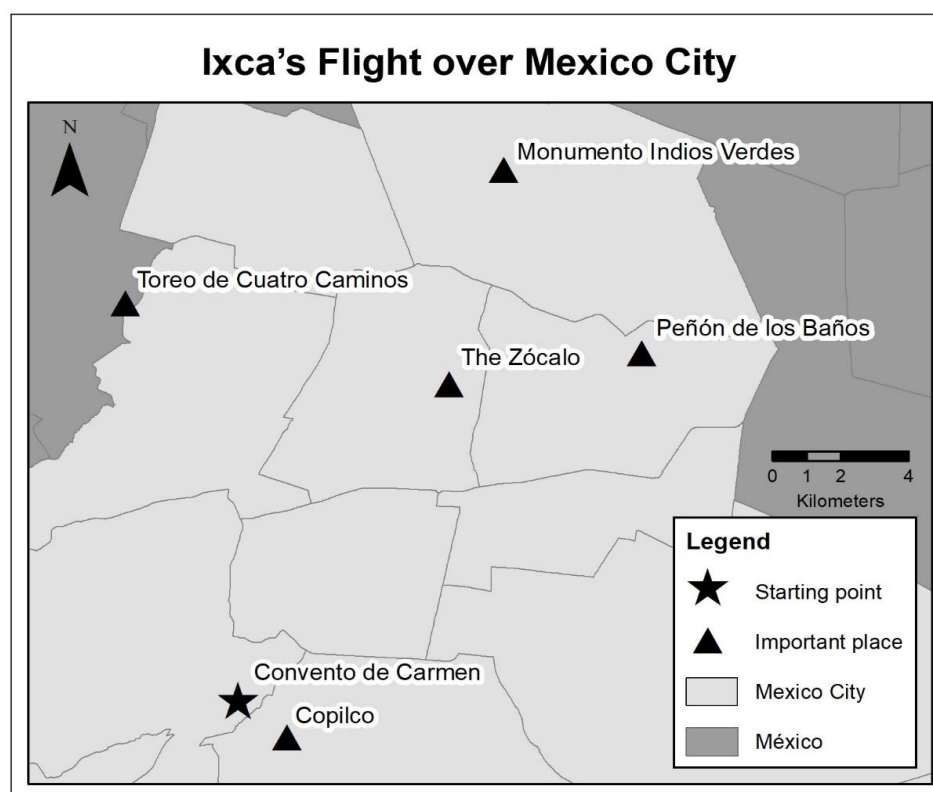 Ixca's Flight over Mexico City
N
Monumento Indios Verdes
Toreo de Cuatro Caminos
Peñón de los Baños
The Zócalo
0 1 2 4
Kilometers
Legend
Starting point
Important place
Mexico City
México
Convento de Carmen
Copilco